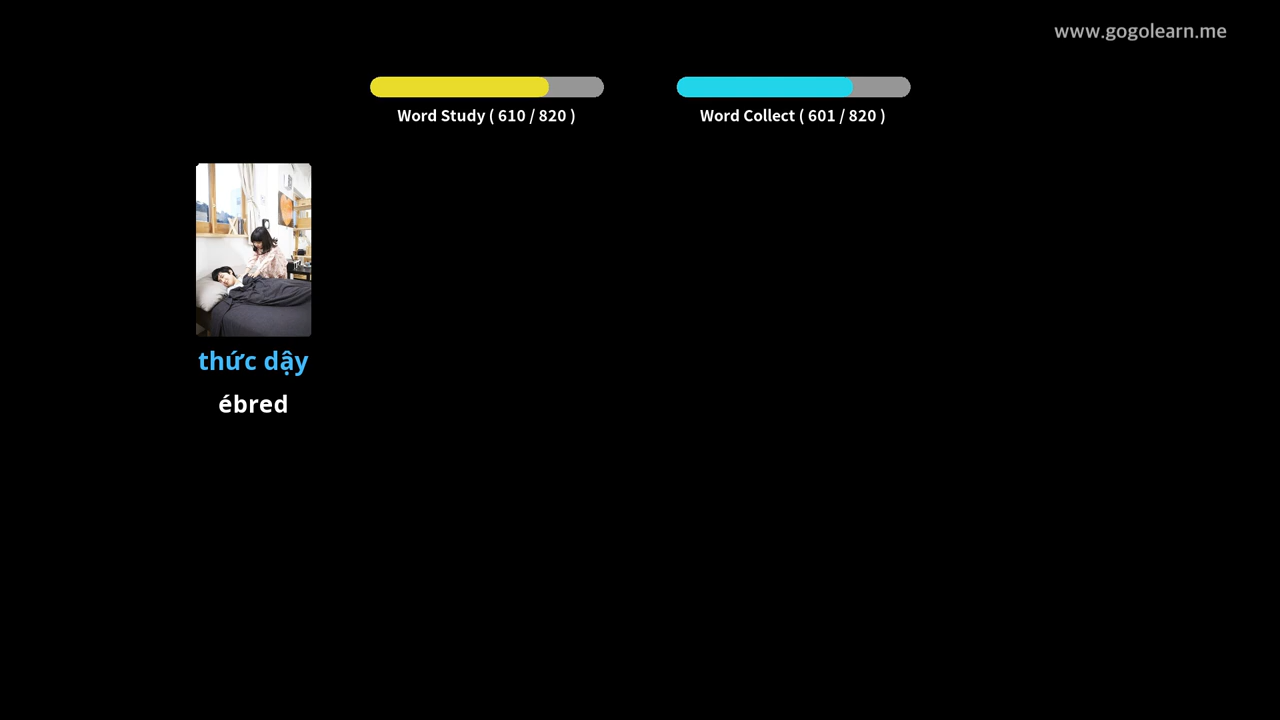 www.gogolearn.me
Word Study ( 610 / 820 )
Word Collect ( 601 / 820 )
thức dậy
ébred